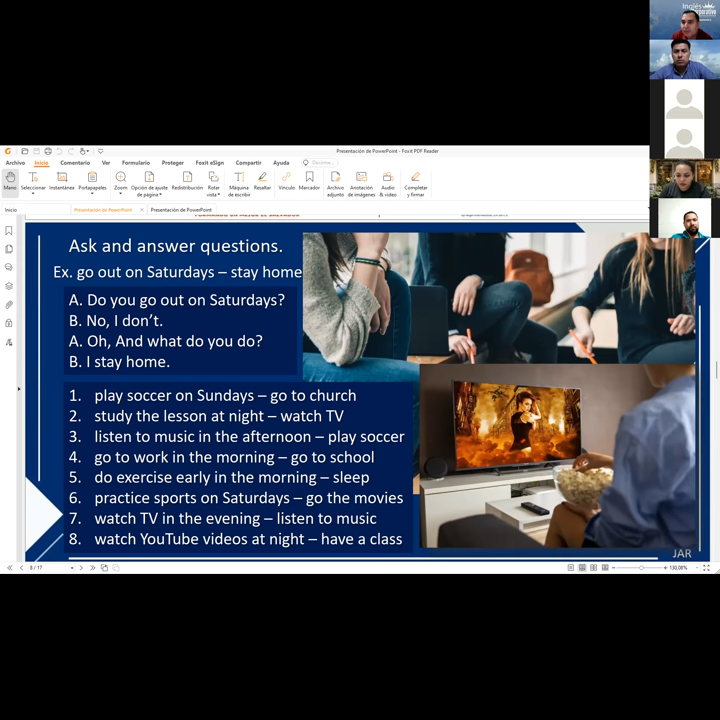 Inglés
Corporativo
Presentación de PowerPoint - Foxit PDF Reader
Archivo Inicio Comentario Ver Formulario Proteger Foxit eSign Compartir Ayuda
Mano Seleccionar Instantánea Portapapeles Zoom Opción de ajuste de página Redistribución Rotar vista Máquina de escribir Resaltar Vínculo Marcador Archivo adjunto Anotación de imágenes Audio & vídeo Completar y firmar
Inicio Presentación de PowerPoint Presentación de PowerPoint
Ask and answer questions.
Ex. go out on Saturdays – stay home
A. Do you go out on Saturdays?
B. No, I don’t.
A. Oh, And what do you do?
B. I stay home.
1. play soccer on Sundays – go to church
2. study the lesson at night – watch TV
3. listen to music in the afternoon – play soccer
4. go to work in the morning – go to school
5. do exercise early in the morning – sleep
6. practice sports on Saturdays – go the movies
7. watch TV in the evening – listen to music
8. watch YouTube videos at night – have a class
JAR
8 / 17
130,08%